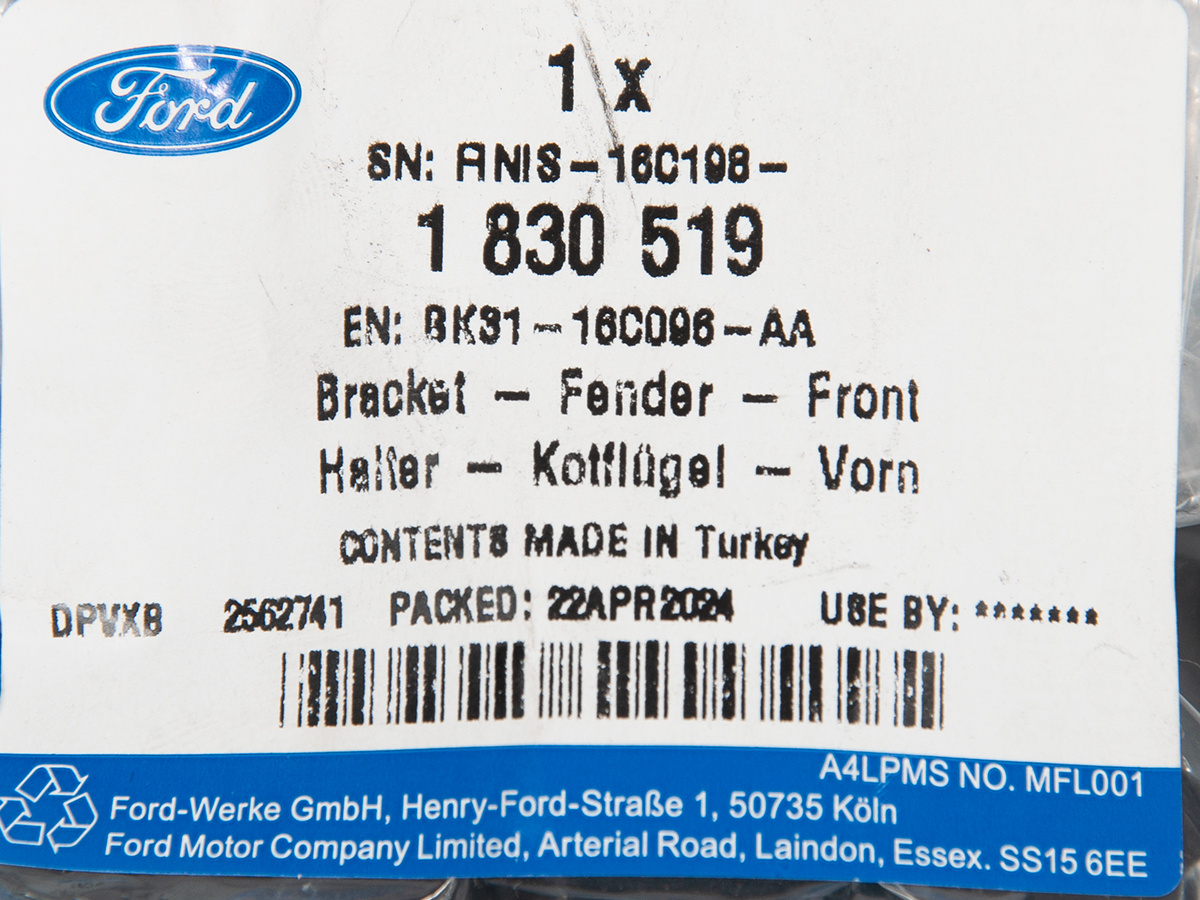 Ford
1 x
SN: ANIS-16C198-
1 830 519
EN: BK31-16C096-AA
Bracket - Fender - Front
Halter - Kotflügel - Vorn
CONTENTS MADE IN Turkey
DPVXB 2562741 PACKED: 22APR2024 USE BY: *******
A4LPMS NO. MFL001
Ford-Werke GmbH, Henry-Ford-Straße 1, 50735 Köln
Ford Motor Company Limited, Arterial Road, Laindon, Essex. SS15 6EE